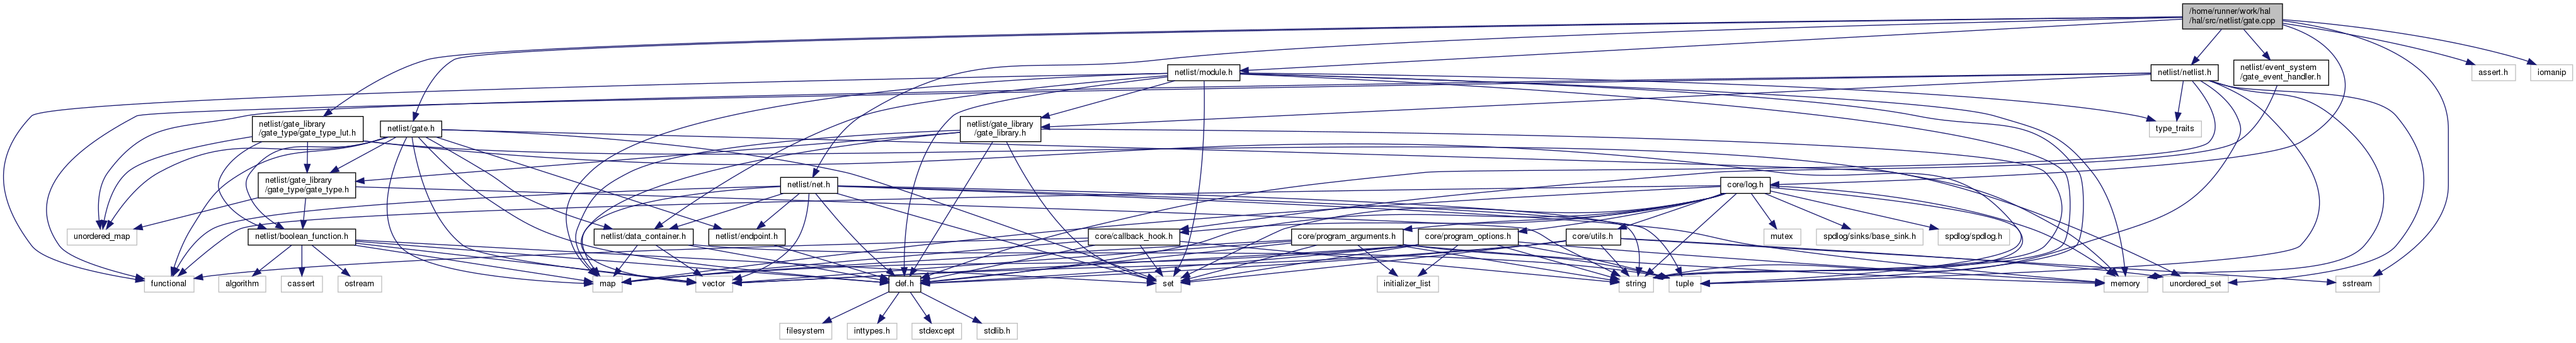 /home/runner/work/hal
/hal/src/netlist/gate.cpp
netlist/module.h
netlist/netlist.h
netlist/event_system
/gate_event_handler.h
assert.h
iomanip
netlist/gate_library
/gate_type/gate_type_lut.h
netlist/gate.h
netlist/gate_library
/gate_library.h
type_traits
netlist/gate_library
/gate_type/gate_type.h
netlist/net.h
core/log.h
unordered_map
netlist/boolean_function.h
netlist/data_container.h
netlist/endpoint.h
core/callback_hook.h
core/program_arguments.h
core/program_options.h
core/utils.h
mutex
spdlog/sinks/base_sink.h
spdlog/spdlog.h
functional
algorithm
cassert
ostream
map
vector
def.h
set
initializer_list
string
tuple
memory
unordered_set
sstream
filesystem
inttypes.h
stdexcept
stdlib.h